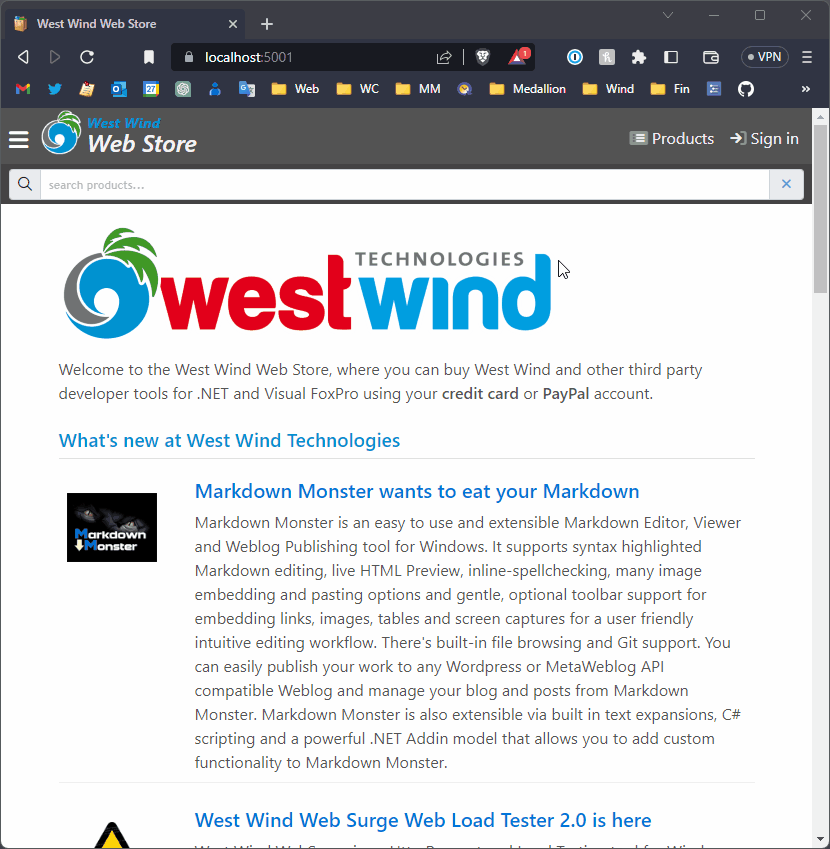 West Wind Web Store
localhost:5001
1
VPN
27
Web
WC
MM
Medallion
Wind
Fin
West Wind
Web Store
Products
Sign in
search products...
TECHNOLOGIES
westwind
Welcome to the West Wind Web Store, where you can buy West Wind and other third party
developer tools for .NET and Visual FoxPro using your credit card or PayPal account.
What's new at West Wind Technologies
Markdown Monster wants to eat your Markdown
Markdown
Monster
Markdown Monster is an easy to use and extensible Markdown Editor, Viewer
and Weblog Publishing tool for Windows. It supports syntax highlighted
Markdown editing, live HTML Preview, inline-spellchecking, many image
embedding and pasting options and gentle, optional toolbar support for
embedding links, images, tables and screen captures for a user friendly
intuitive editing workflow. There's built-in file browsing and Git support. You
can easily publish your work to any Wordpress or MetaWeblog API
compatible Weblog and manage your blog and posts from Markdown
Monster. Markdown Monster is also extensible via built in text expansions, C#
scripting and a powerful .NET Addin model that allows you to add custom
functionality to Markdown Monster.
West Wind Web Surge Web Load Tester 2.0 is here